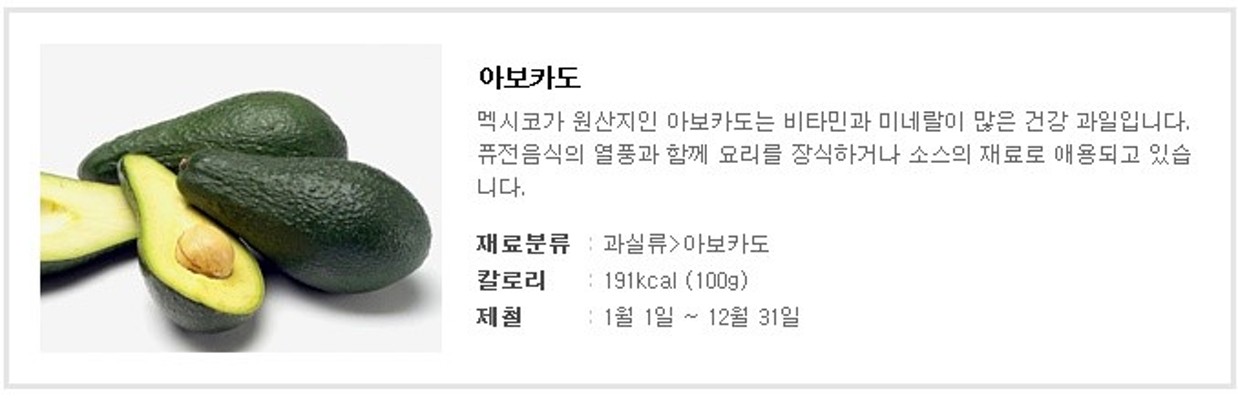 아보카도
멕시코가 원산지인 아보카도는 비타민과 미네랄이 많은 건강 과일입니다.
퓨전음식의 열풍과 함께 요리를 장식하거나 소스의 재료로 애용되고 있습
니다.
재료분류 : 과실류>아보카도
칼로리 : 191kcal (100g)
제철 : 1월 1일 ~ 12월 31일